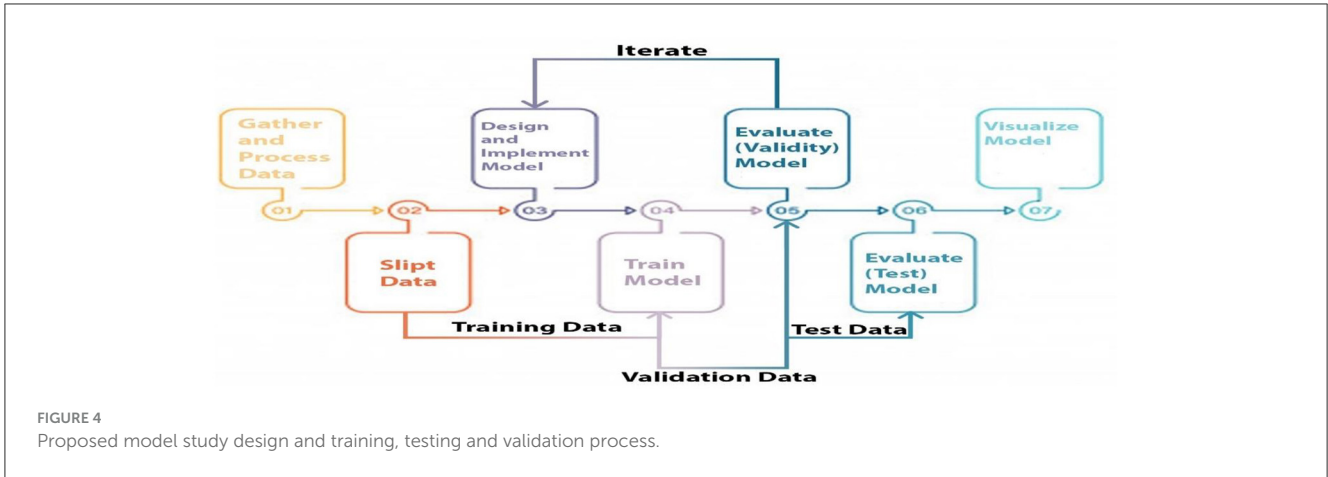 Iterate
Gather
and
Process
Data
Design
and
Implement
Model
Evaluate
(Validity)
Model
Visualize
Model
01
02
03
04
05
06
07
Slipt
Data
Train
Model
Evaluate
(Test)
Model
Training Data
Test Data
Validation Data
FIGURE 4
Proposed model study design and training, testing and validation process.